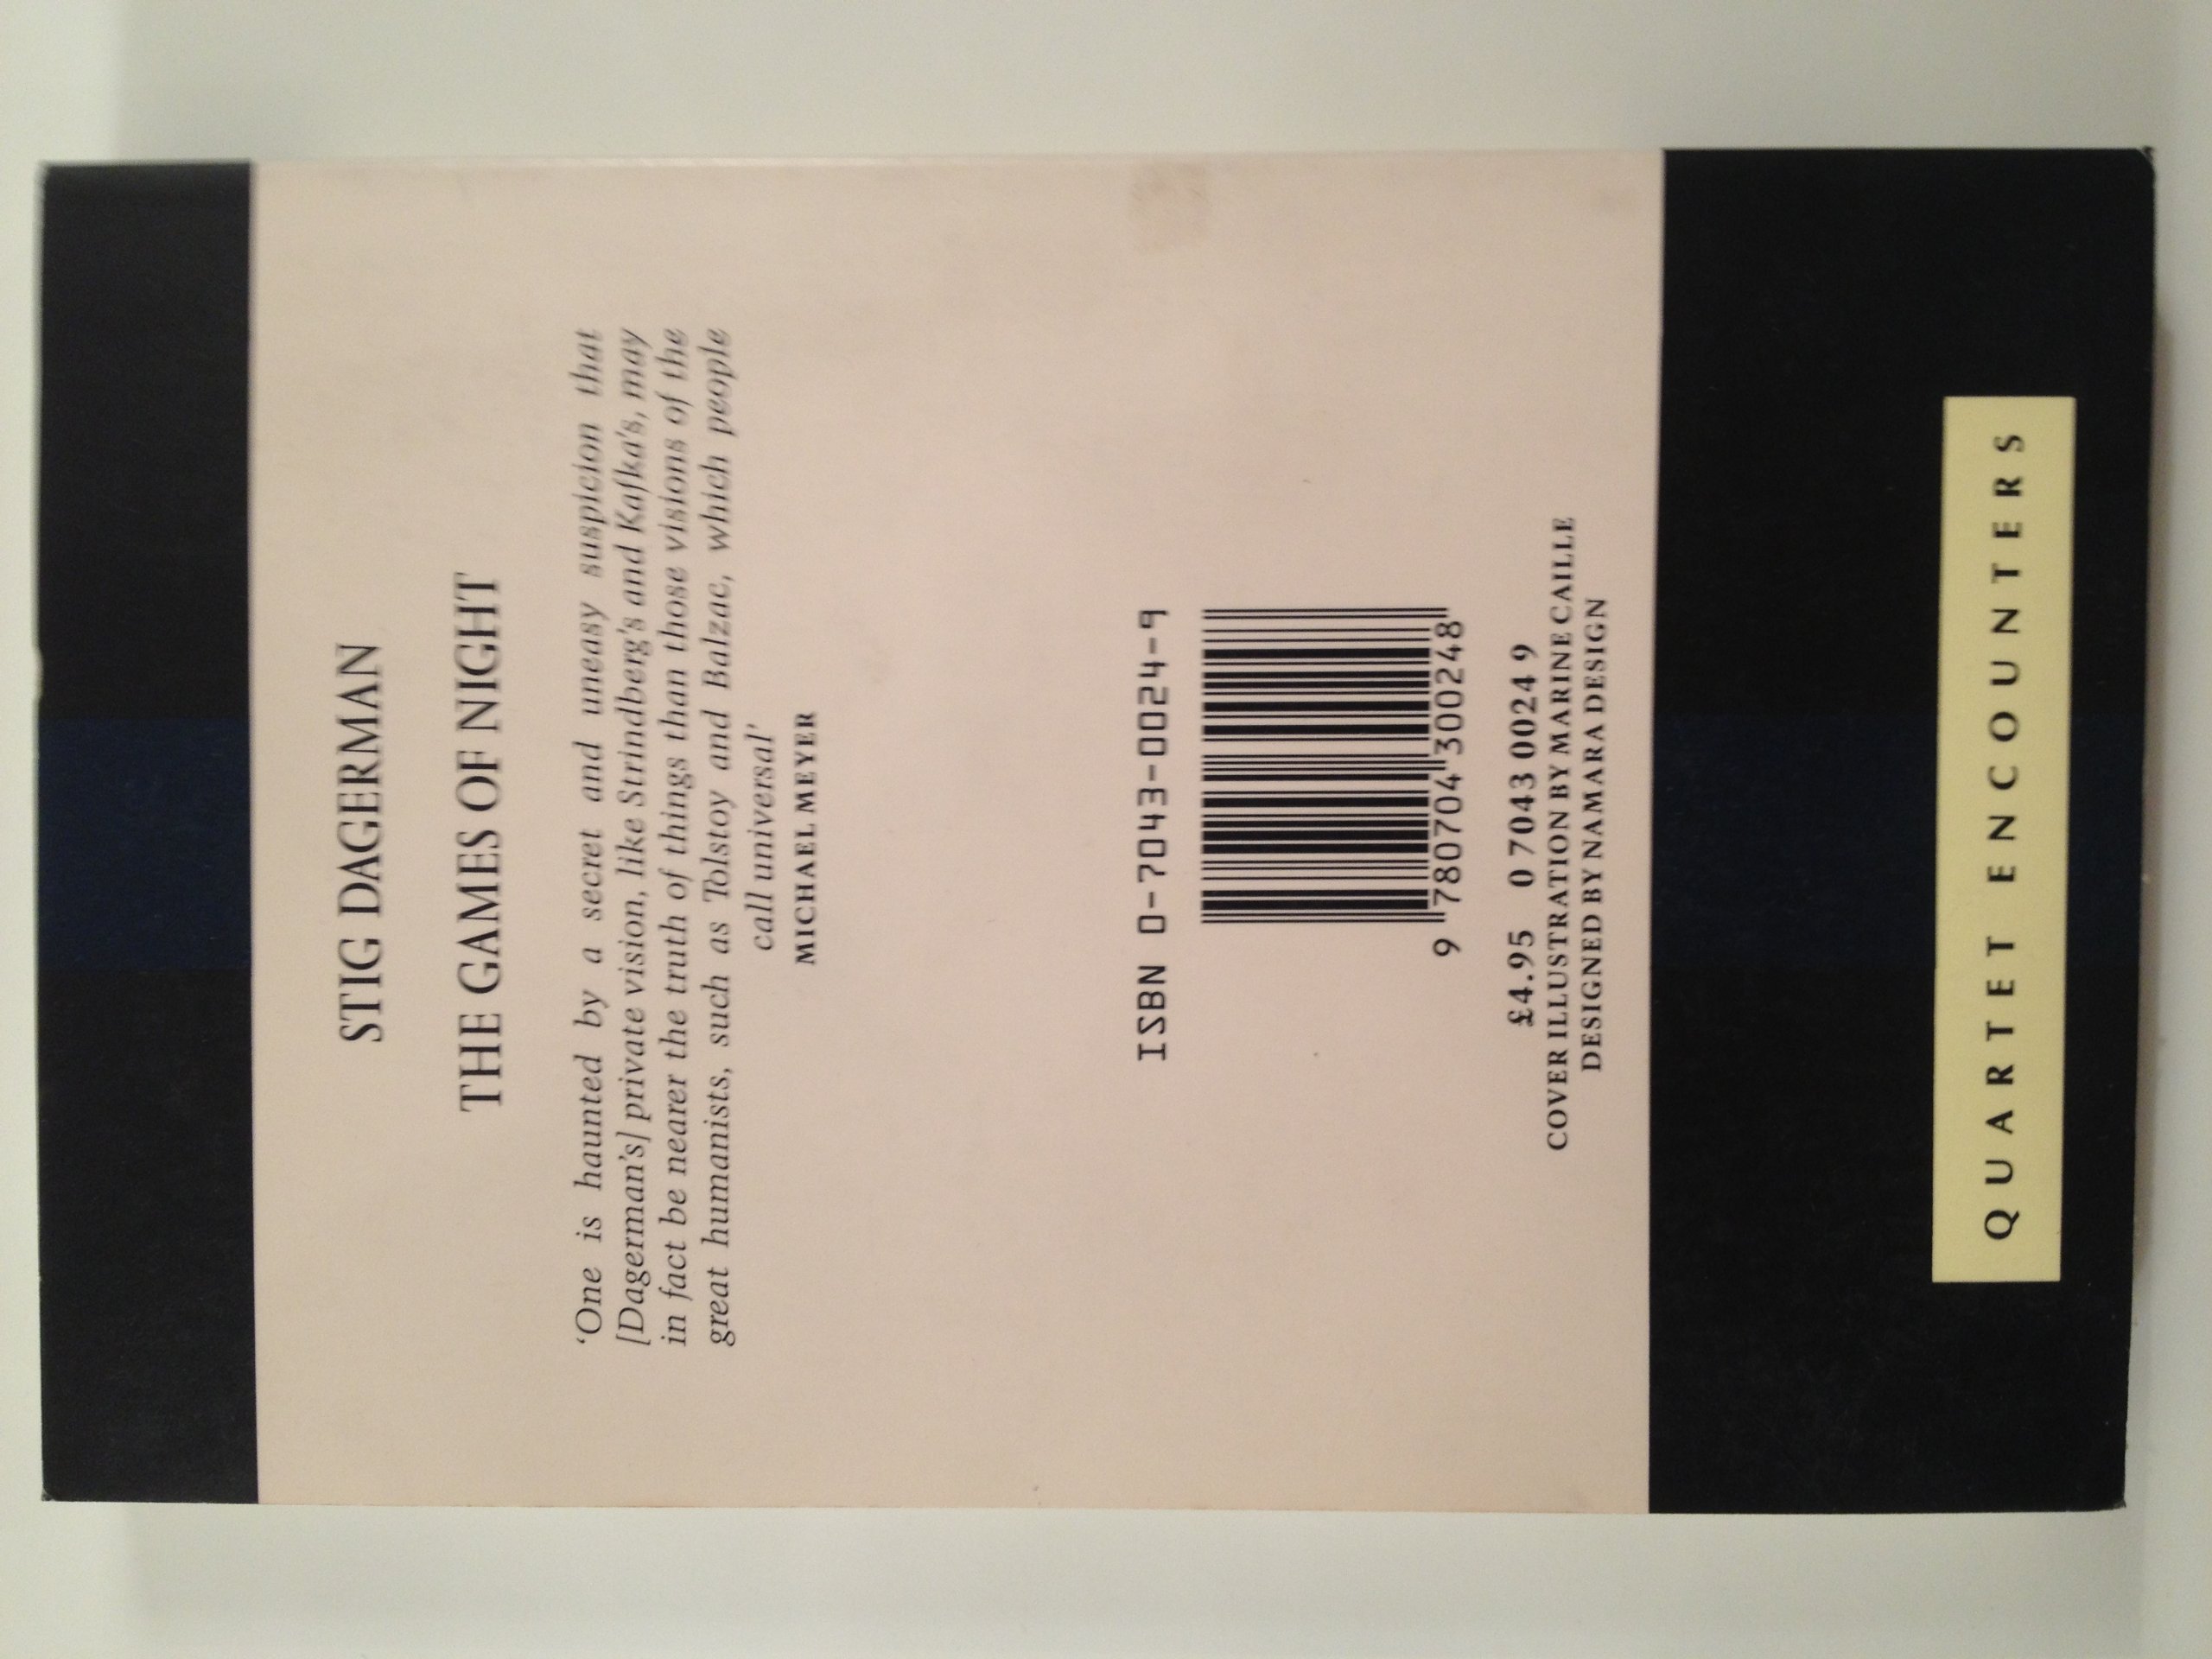 STIG DAGERMAN
THE GAMES OF NIGHT
‘One is haunted by a secret and uneasy suspicion that
[Dagerman's] private vision, like Strindberg's and Kafka's, may
in fact be nearer the truth of things than those visions of the
great humanists, such as Tolstoy and Balzac, which people
call universal’
MICHAEL MEYER
ISBN 0-7043-0024-9
9 780704 300248
£4.95 0 7043 0024 9
COVER ILLUSTRATION BY MARINE CAILLE
DESIGNED BY NAMARA DESIGN
QUARTET ENCOUNTERS